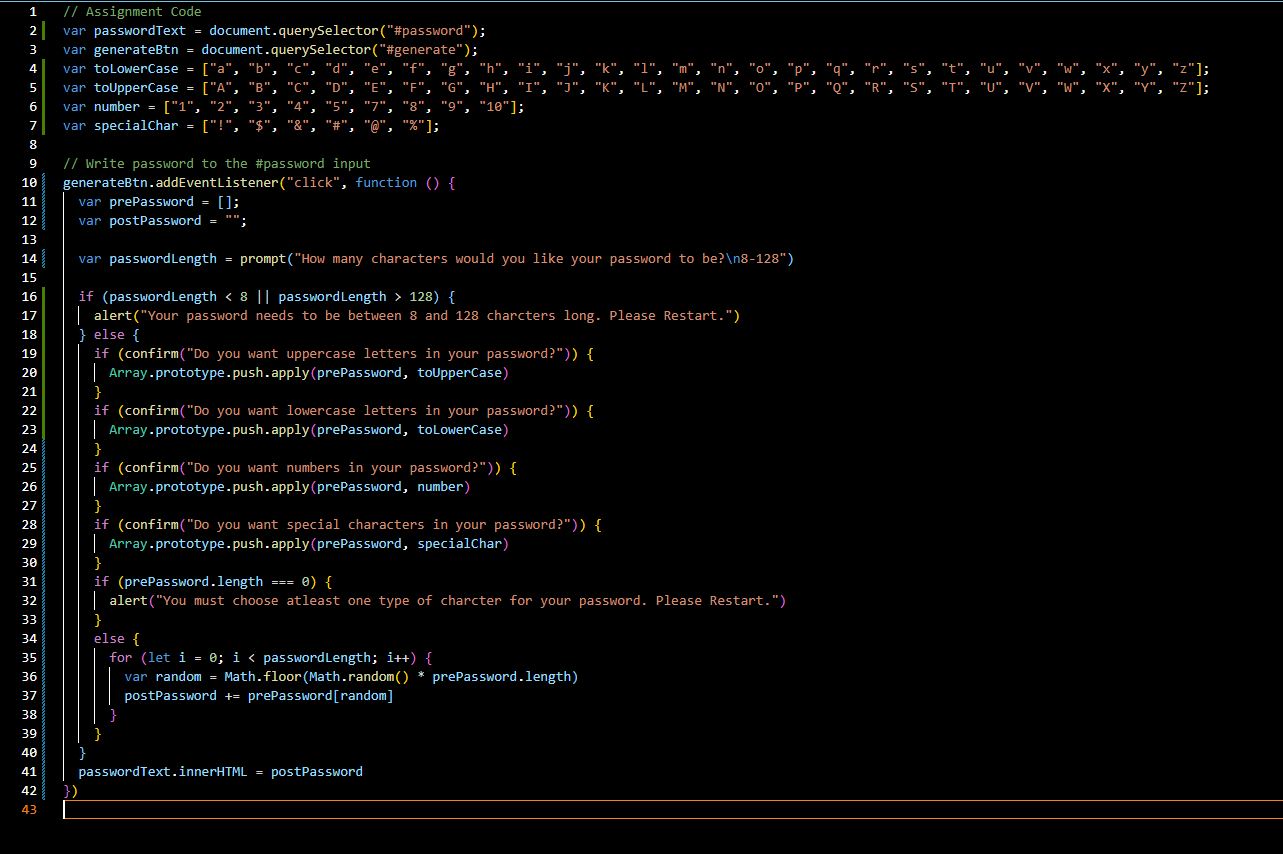 1 // Assignment Code
2 var passwordText = document.querySelector("#password");
3 var generateBtn = document.querySelector("#generate");
4 var toLowerCase = ["a", "b", "c", "d", "e", "f", "g", "h", "i", "j", "k", "l", "m", "n", "o", "p", "q", "r", "s", "t", "u", "v", "w", "x", "y", "z"];
5 var toUpperCase = ["A", "B", "C", "D", "E", "F", "G", "H", "I", "J", "K", "L", "M", "N", "O", "P", "Q", "R", "S", "T", "U", "V", "W", "X", "Y", "Z"];
6 var number = ["1", "2", "3", "4", "5", "7", "8", "9", "10"];
7 var specialChar = ["!", "$", "&", "#", "@", "%"];
8
9 // Write password to the #password input
10 generateBtn.addEventListener("click", function () {
11 var prePassword = [];
12 var postPassword = "";
13
14 var passwordLength = prompt("How many characters would you like your password to be?\n8-128")
15
16 if (passwordLength < 8 || passwordLength > 128) {
17 alert("Your password needs to be between 8 and 128 charcters long. Please Restart.")
18 } else {
19 if (confirm("Do you want uppercase letters in your password?")) {
20 Array.prototype.push.apply(prePassword, toUpperCase)
21 }
22 if (confirm("Do you want lowercase letters in your password?")) {
23 Array.prototype.push.apply(prePassword, toLowerCase)
24 }
25 if (confirm("Do you want numbers in your password?")) {
26 Array.prototype.push.apply(prePassword, number)
27 }
28 if (confirm("Do you want special characters in your password?")) {
29 Array.prototype.push.apply(prePassword, specialChar)
30 }
31 if (prePassword.length === 0) {
32 alert("You must choose atleast one type of charcter for your password. Please Restart.")
33 }
34 else {
35 for (let i = 0; i < passwordLength; i++) {
36 var random = Math.floor(Math.random() * prePassword.length)
37 postPassword += prePassword[random]
38 }
39 }
40 }
41 passwordText.innerHTML = postPassword
42 })
43